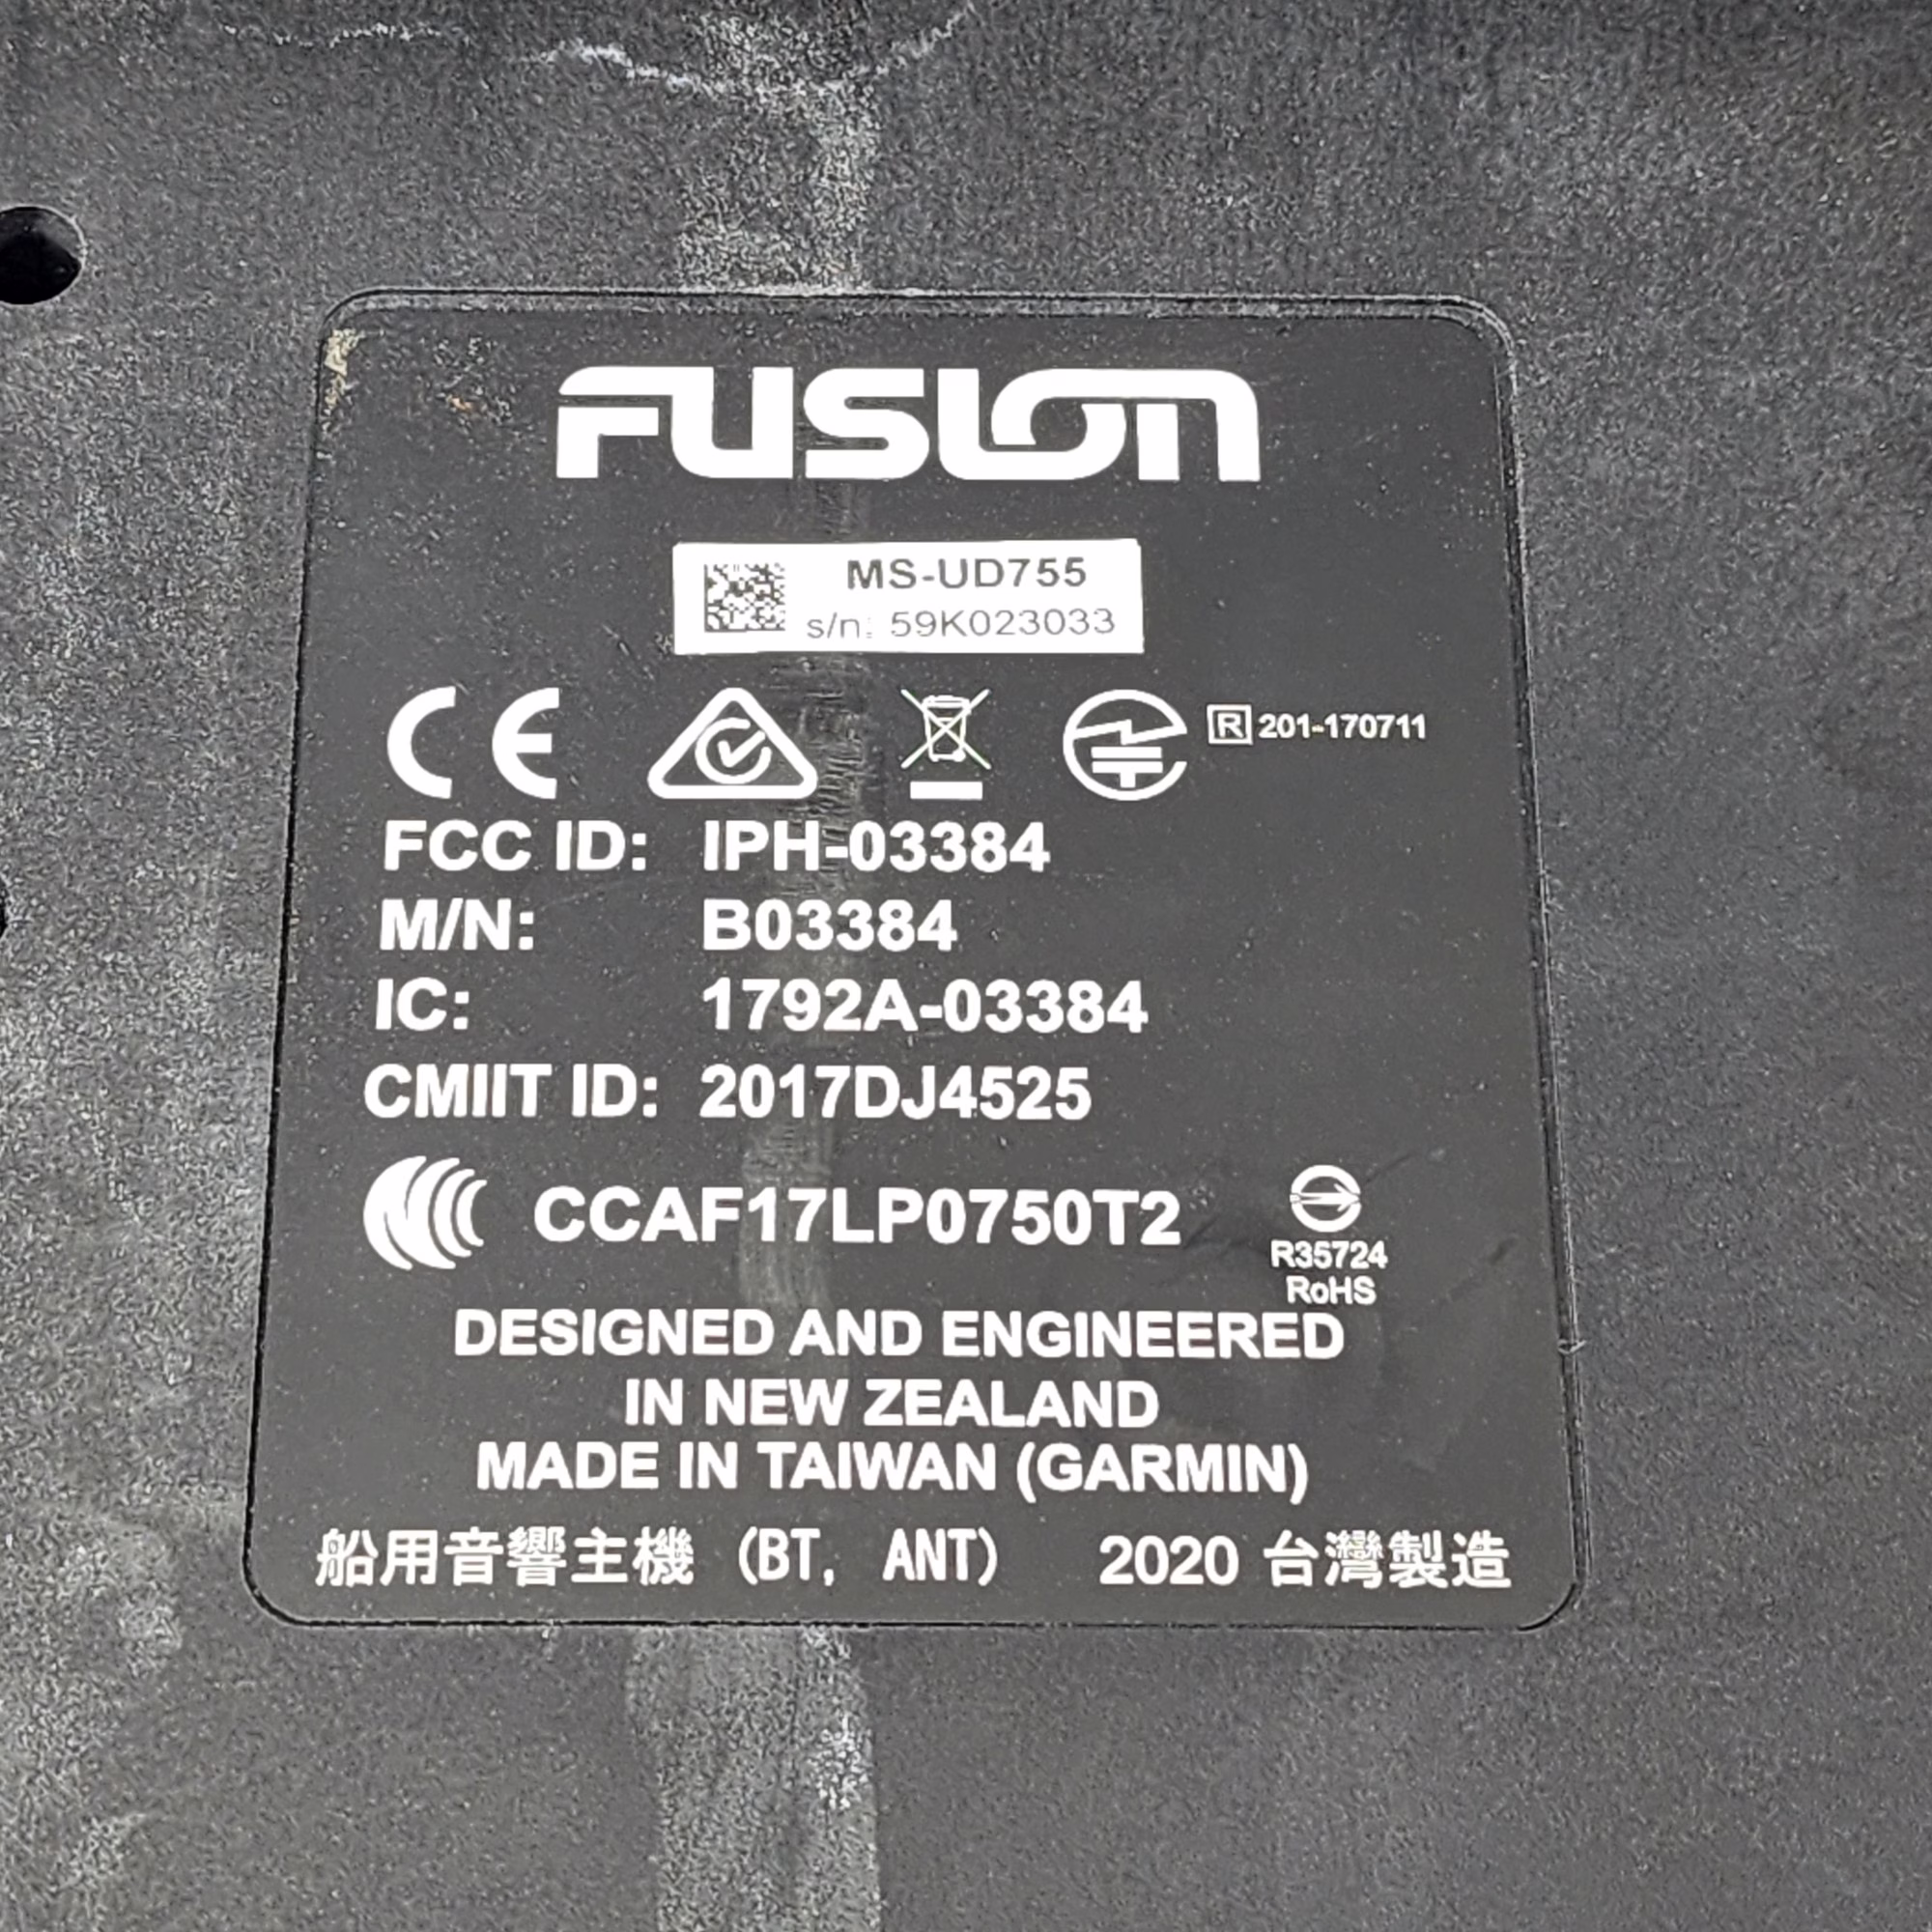 FUSION
MS-UD755
s/n: 59K023033
CE
R 201-170711
FCC ID: IPH-03384
M/N: B03384
IC: 1792A-03384
CMIIT ID: 2017DJ4525
CCAF17LP0750T2
R35724
RoHS
DESIGNED AND ENGINEERED
IN NEW ZEALAND
MADE IN TAIWAN (GARMIN)
船用音響主機 (BT, ANT) 2020 台灣製造